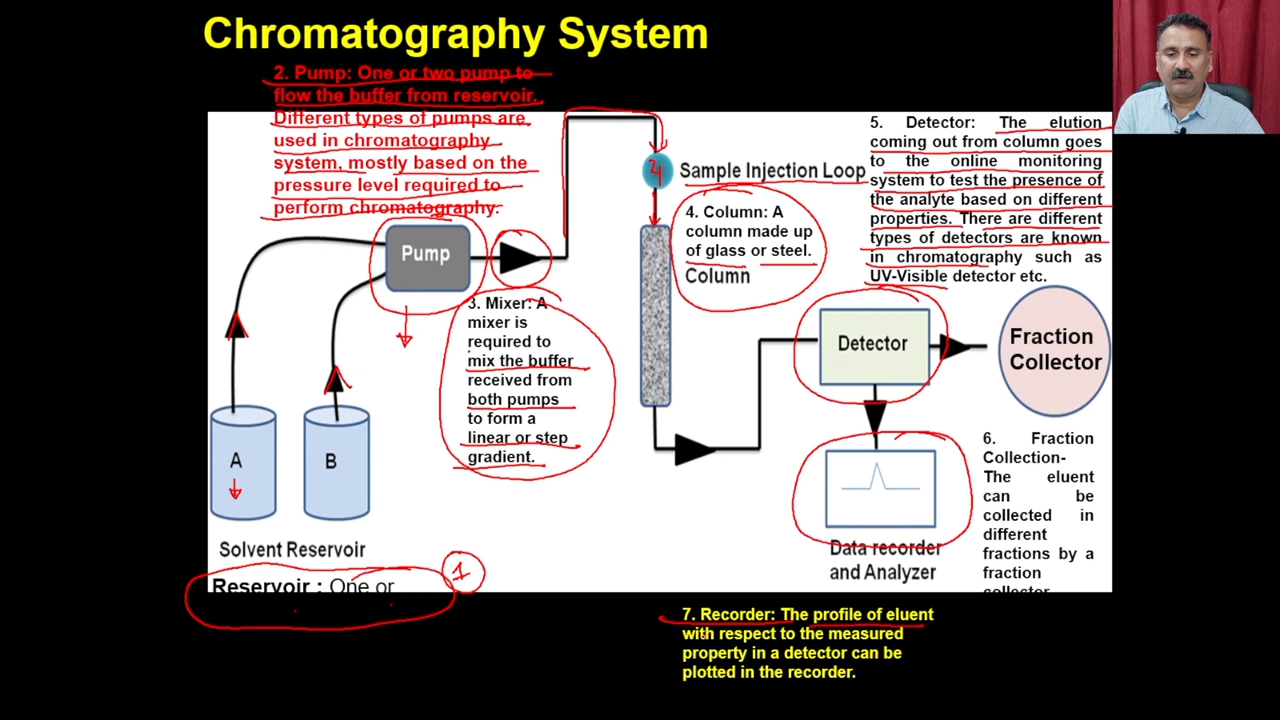 Chromatography System
2. Pump: One or two pump to
flow the buffer from reservoir.
Different types of pumps are
used in chromatography
system, mostly based on the
pressure level required to
perform chromatography.
Pump
3. Mixer: A
mixer is
required to
mix the buffer
received from
both pumps
to form a
linear or step
gradient.
A
B
Solvent Reservoir
Reservoir : One or
1
4
Sample Injection Loop
4. Column: A
column made up
of glass or steel.
Column
5. Detector: The elution
coming out from column goes
to the online monitoring
system to test the presence of
the analyte based on different
properties. There are different
types of detectors are known
in chromatography such as
UV-Visible detector etc.
Detector
Fraction
Collector
6. Fraction
Collection-
The eluent
can be
collected in
different
fractions by a
fraction
collector
Data recorder
and Analyzer
7. Recorder: The profile of eluent
with respect to the measured
property in a detector can be
plotted in the recorder.